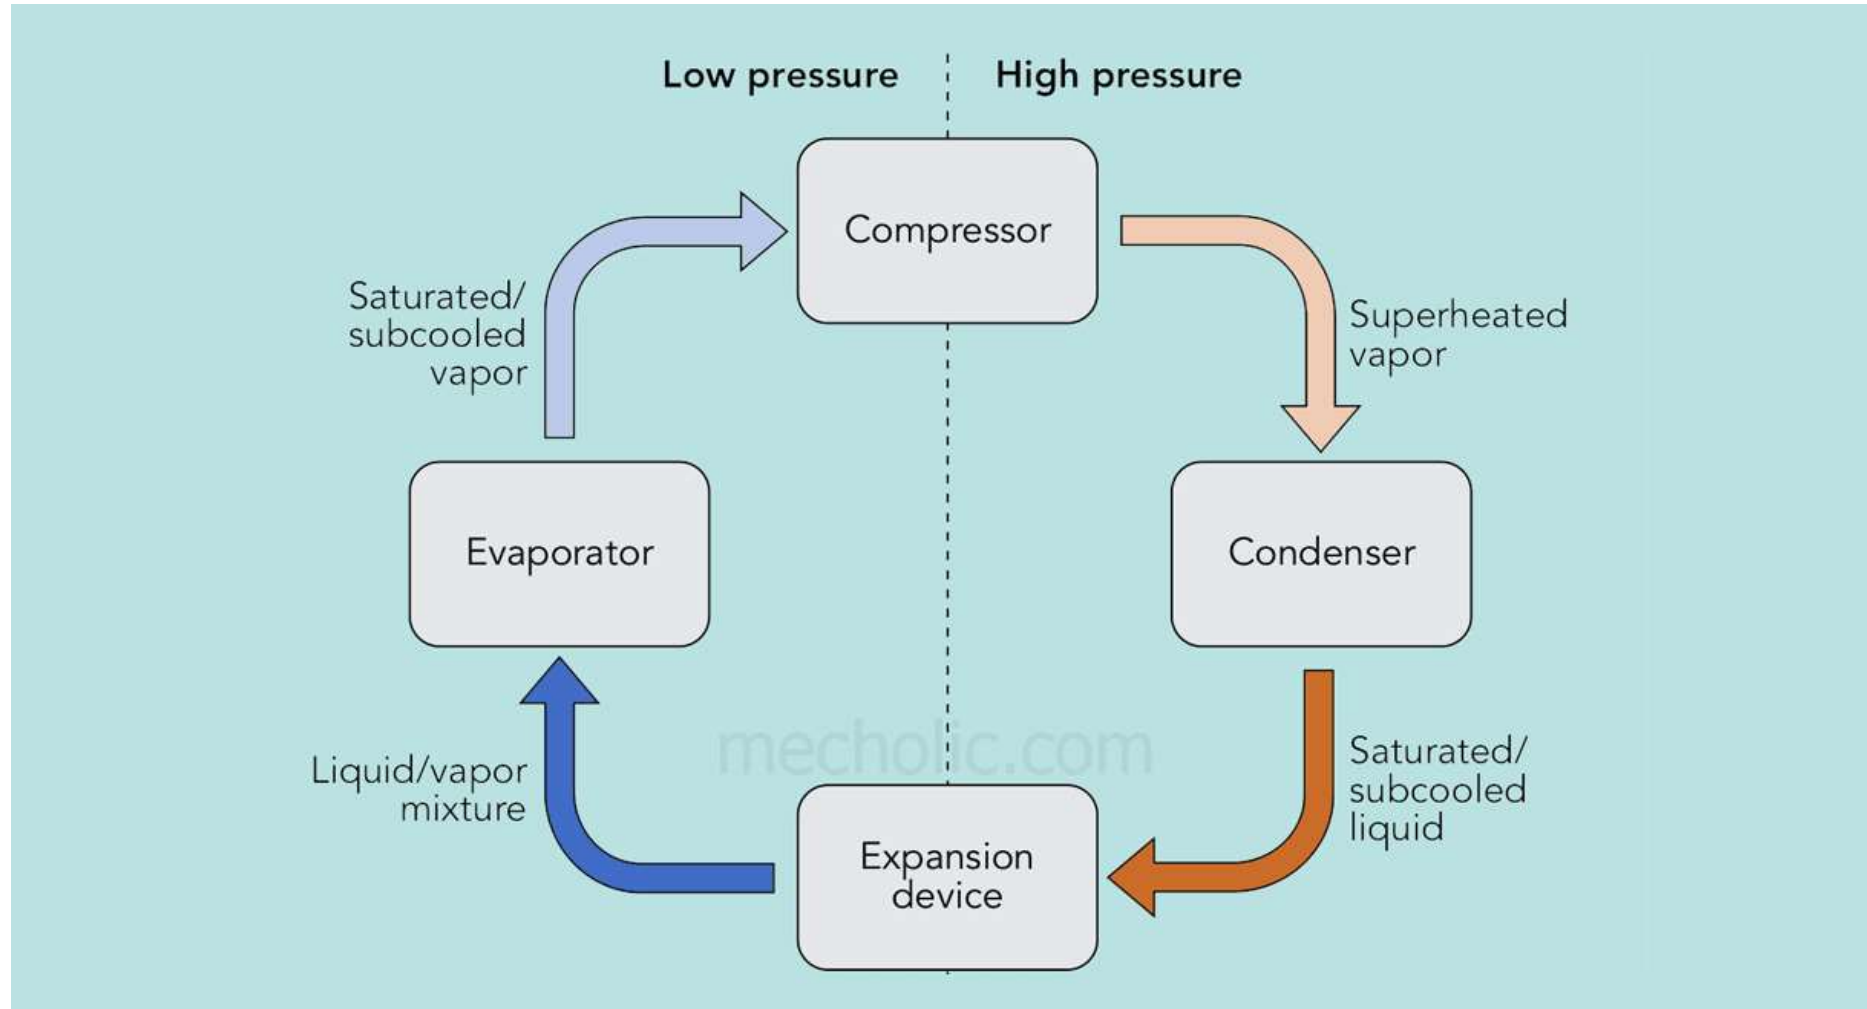 Low pressure
High pressure
Compressor
Saturated/
subcooled
vapor
Superheated
vapor
Evaporator
Condenser
mecholic.com
Liquid/vapor
mixture
Saturated/
subcooled
liquid
Expansion
device